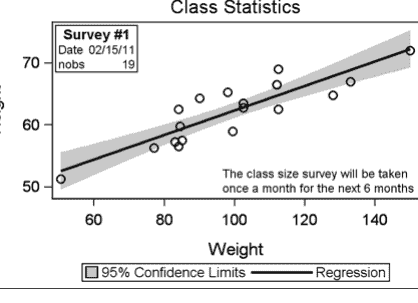 Class Statistics
Survey #1
Date 02/15/11
nobs 19
70
60
50
The class size survey will be taken
once a month for the next 6 months
60 80 100 120 140
Weight
95% Confidence Limits Regression